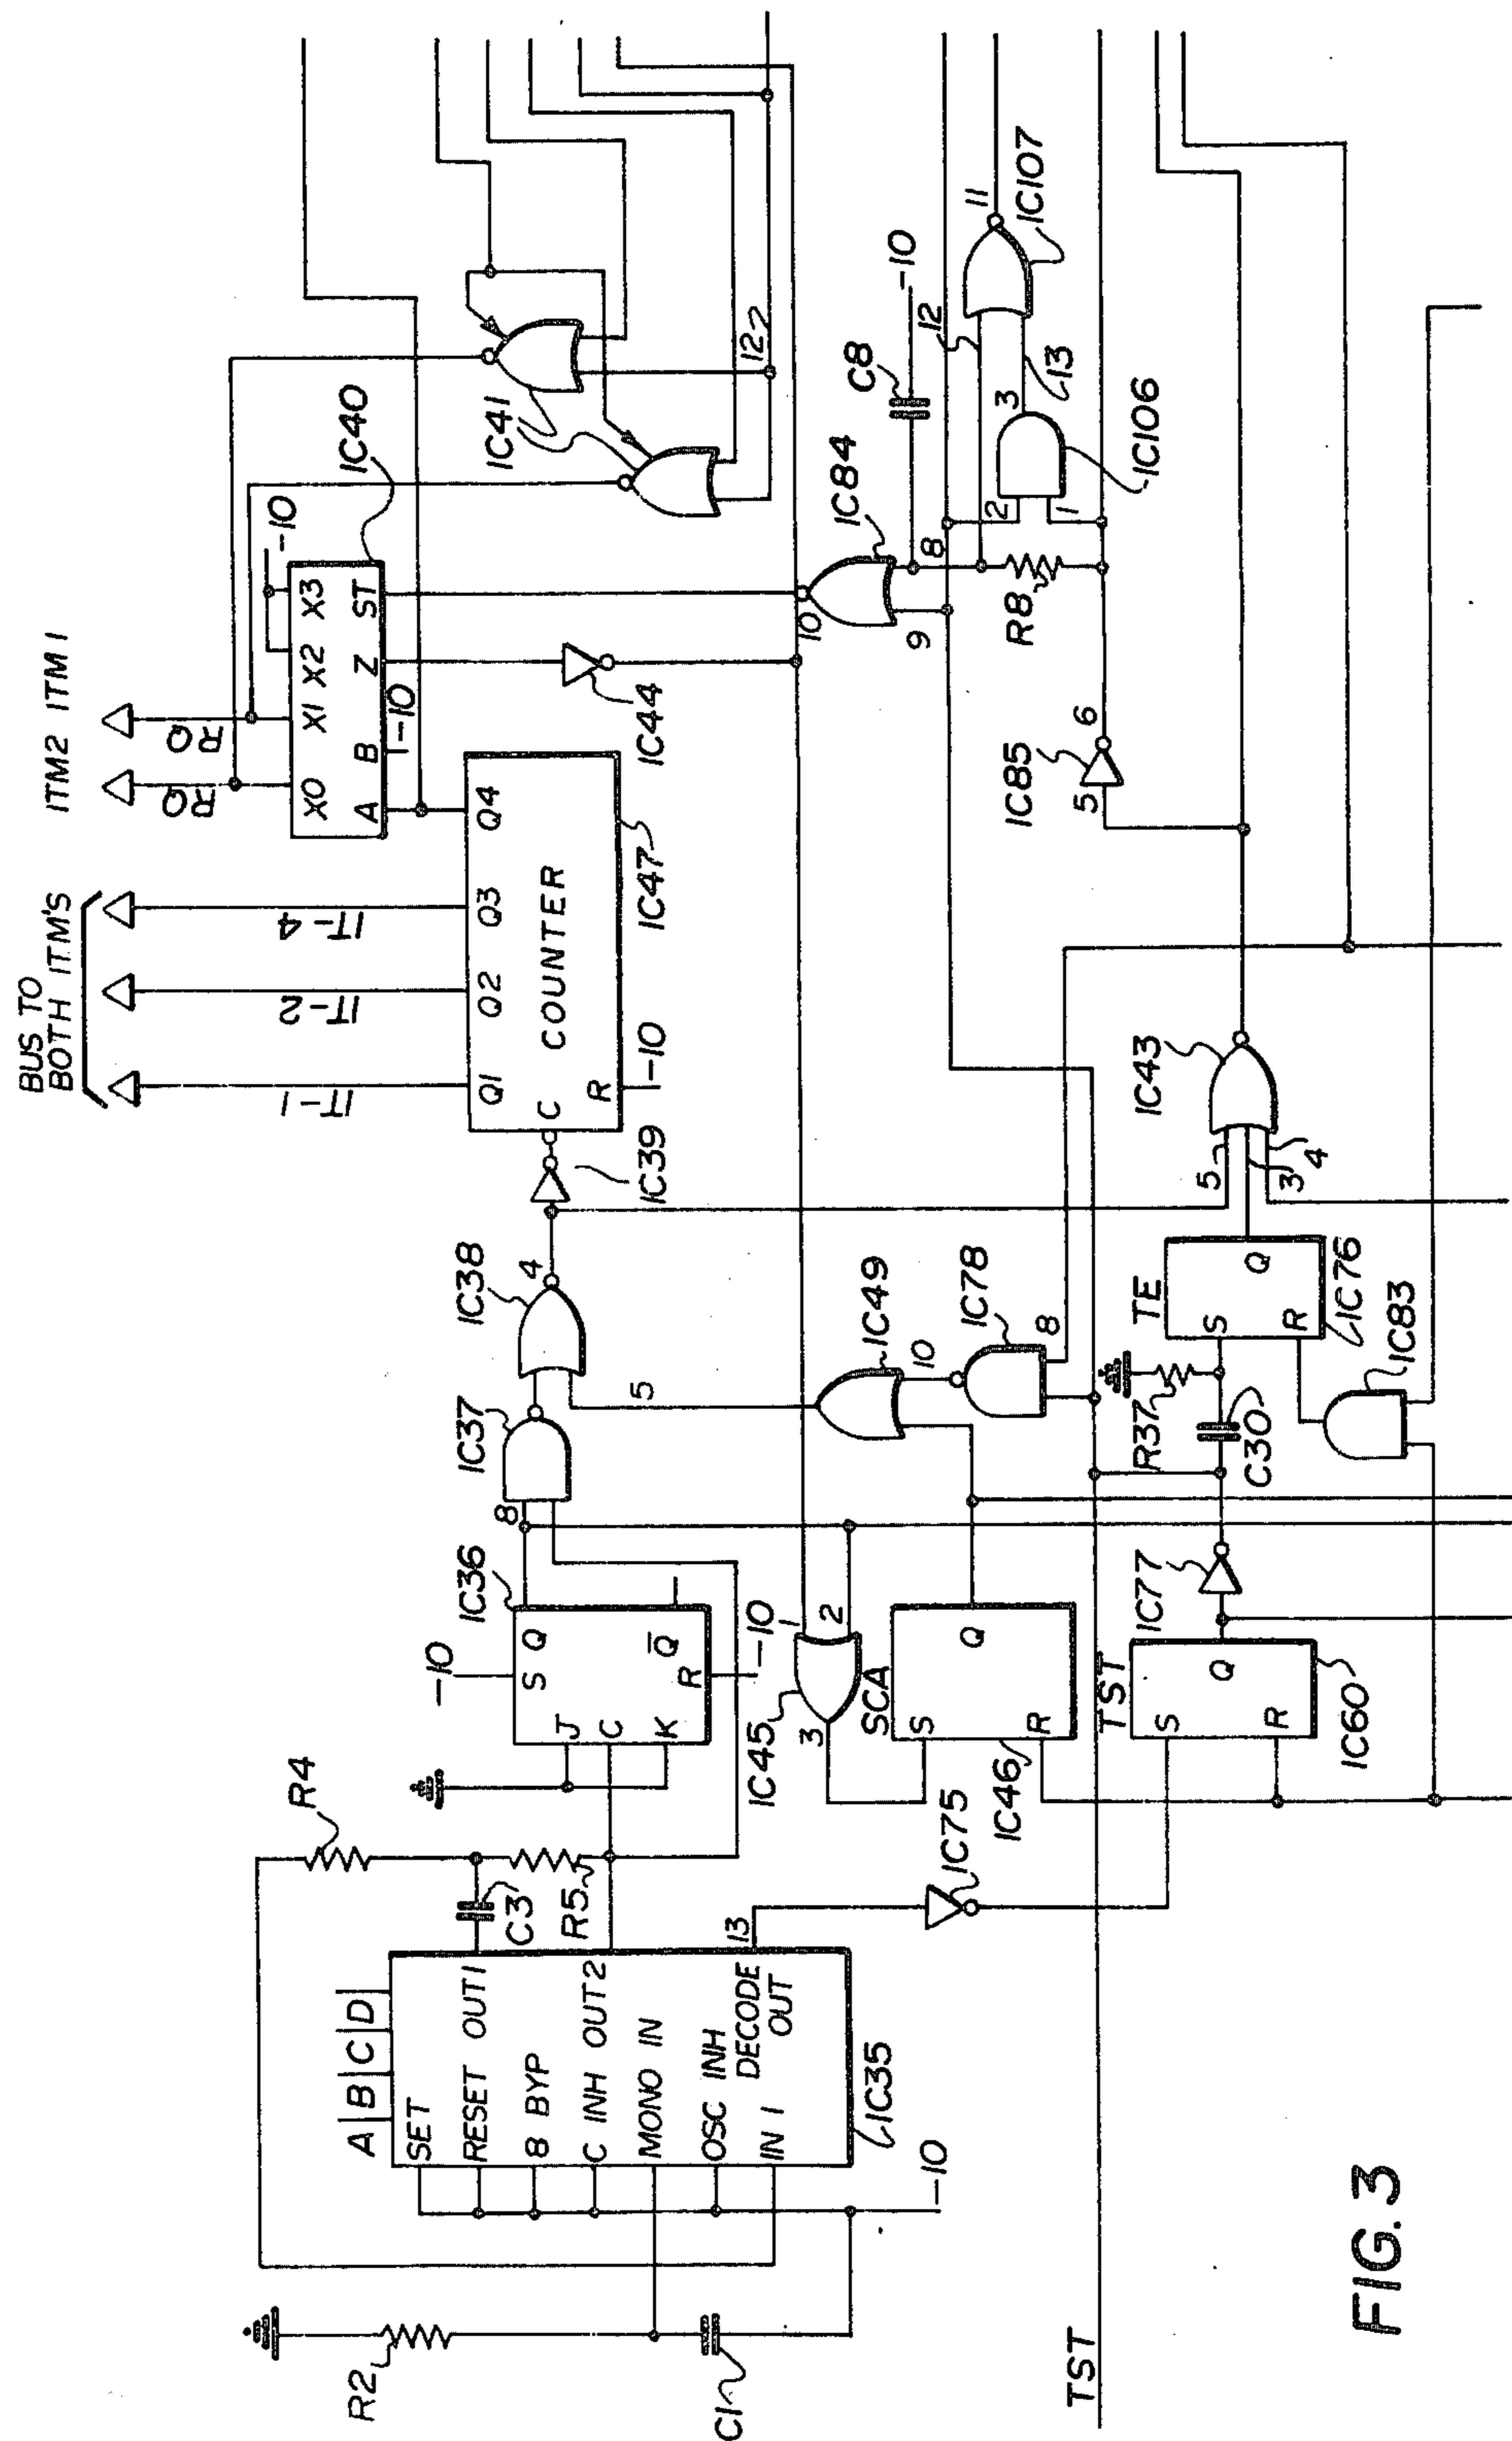 BUS TO
BOTH ITM'S
ITM2 ITM1
IT-1
IT-2
IT-4
RQ
RQ
X0 X1 X2 X3
-10
A B Z ST
-10
IC40
Q1 Q2 Q3 Q4
C COUNTER
R
-10
IC47
IC39
IC44
IC41
12
R4
-10
IC36
S Q
J
C
K
Q
R
-10
8
IC37
IC38
4
5
A B C D
SET
RESET OUT1
8 BYP
C INH OUT2
MONO IN
OSC INH
DECODE
OUT
IN 1
13
IC35
-10
C3
R5
R2
C1
IC45
1
2
3
SCA
S Q
R
IC46
IC75
IC49
10
IC78
8
10
9
8
IC84
C8
-10
12
R8
2
1
3
13
11
IC106
IC107
IC85
5 6
TST
TST
S Q
R
IC60
IC77
R37
C30
TE
S Q
R
IC76
IC83
5
3
4
IC43
FIG. 3